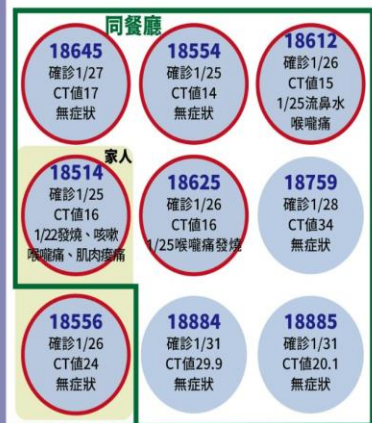 同餐廳
18645
確診1/27
CT值17
無症狀
18554
確診1/25
CT值14
無症狀
18612
確診1/26
CT值15
1/25流鼻水
喉嚨痛
家人
18514
確診1/25
CT值16
1/22發燒、咳嗽
喉嚨痛、肌肉痠痛
18625
確診1/26
CT值16
1/25喉嚨痛發燒
18759
確診1/28
CT值34
無症狀
18556
確診1/26
CT值24
無症狀
18884
確診1/31
CT值29.9
無症狀
18885
確診1/31
CT值20.1
無症狀